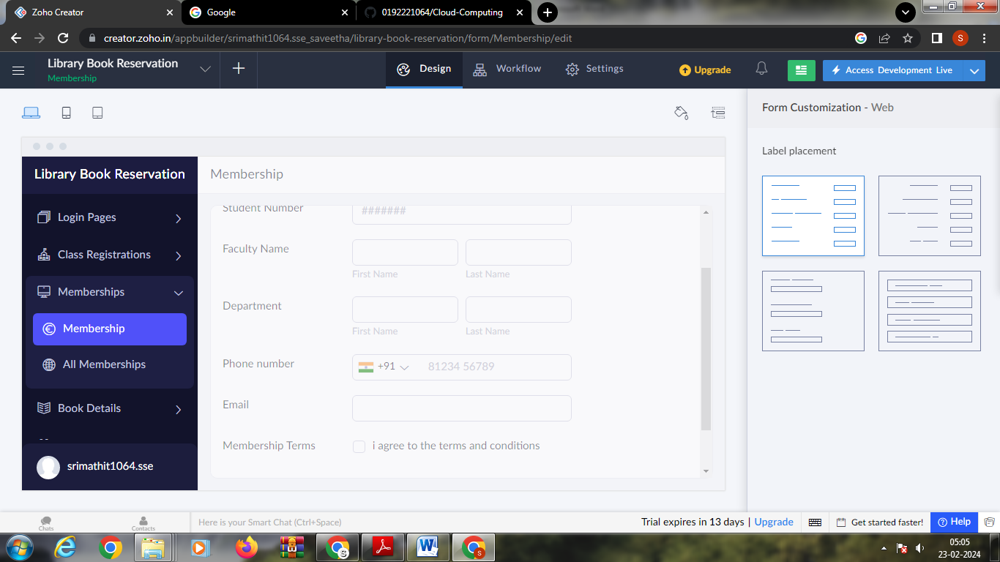 Zoho Creator
Google
0192221064/Cloud-Computing
creator.zoho.in/appbuilder/srimathit1064.sse_saveetha/library-book-reservation/form/Membership/edit
S
Library Book Reservation
Membership
Design
Workflow
Settings
Upgrade
Access Development Live
Form Customization - Web
Label placement
Library Book Reservation
Membership
Login Pages
Class Registrations
Memberships
Membership
All Memberships
Book Details
srimathit1064.sse
Student Number
#######
Faculty Name
First Name
Last Name
Department
First Name
Last Name
Phone number
+91
81234 56789
Email
Membership Terms
i agree to the terms and conditions
Chats
Contacts
Here is your Smart Chat (Ctrl+Space)
Trial expires in 13 days | Upgrade
Get started faster!
Help
S
S
05:05
23-02-2024